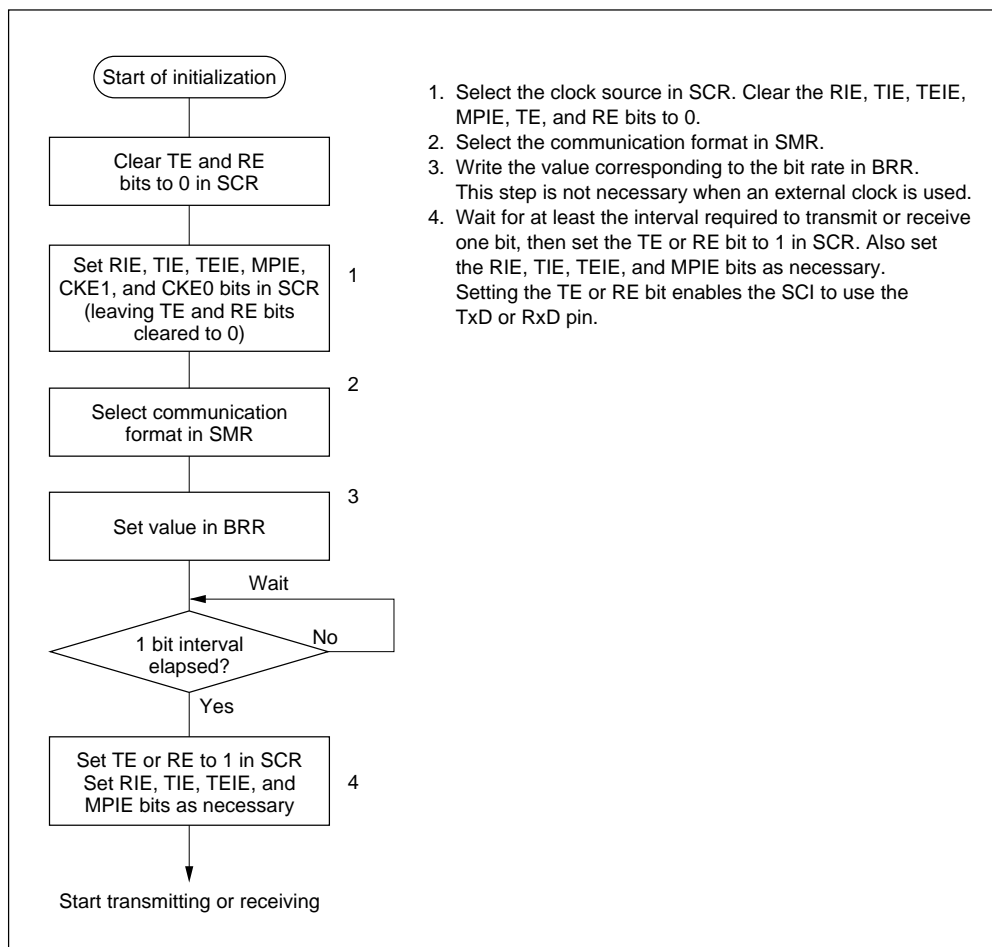 Start of initialization
Clear TE and RE
bits to 0 in SCR
Set RIE, TIE, TEIE, MPIE,
CKE1, and CKE0 bits in SCR
(leaving TE and RE bits
cleared to 0)
1
2
Select communication
format in SMR
3
Set value in BRR
Wait
1 bit interval
elapsed?
No
Yes
Set TE or RE to 1 in SCR
Set RIE, TIE, TEIE, and
MPIE bits as necessary
4
Start transmitting or receiving
1. Select the clock source in SCR. Clear the RIE, TIE, TEIE,
MPIE, TE, and RE bits to 0.
2. Select the communication format in SMR.
3. Write the value corresponding to the bit rate in BRR.
This step is not necessary when an external clock is used.
4. Wait for at least the interval required to transmit or receive
one bit, then set the TE or RE bit to 1 in SCR. Also set
the RIE, TIE, TEIE, and MPIE bits as necessary.
Setting the TE or RE bit enables the SCI to use the
TxD or RxD pin.